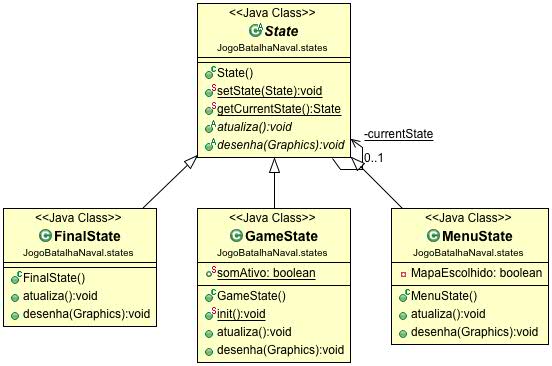 <<Java Class>>
State
JogoBatalhaNaval.states
State()
setState(State):void
getCurrentState():State
atualiza():void
desenha(Graphics):void
-currentState
0..1
<<Java Class>>
FinalState
JogoBatalhaNaval.states
FinalState()
atualiza():void
desenha(Graphics):void
<<Java Class>>
GameState
JogoBatalhaNaval.states
somAtivo: boolean
GameState()
init():void
atualiza():void
desenha(Graphics):void
<<Java Class>>
MenuState
JogoBatalhaNaval.states
MapaEscolhido: boolean
MenuState()
atualiza():void
desenha(Graphics):void